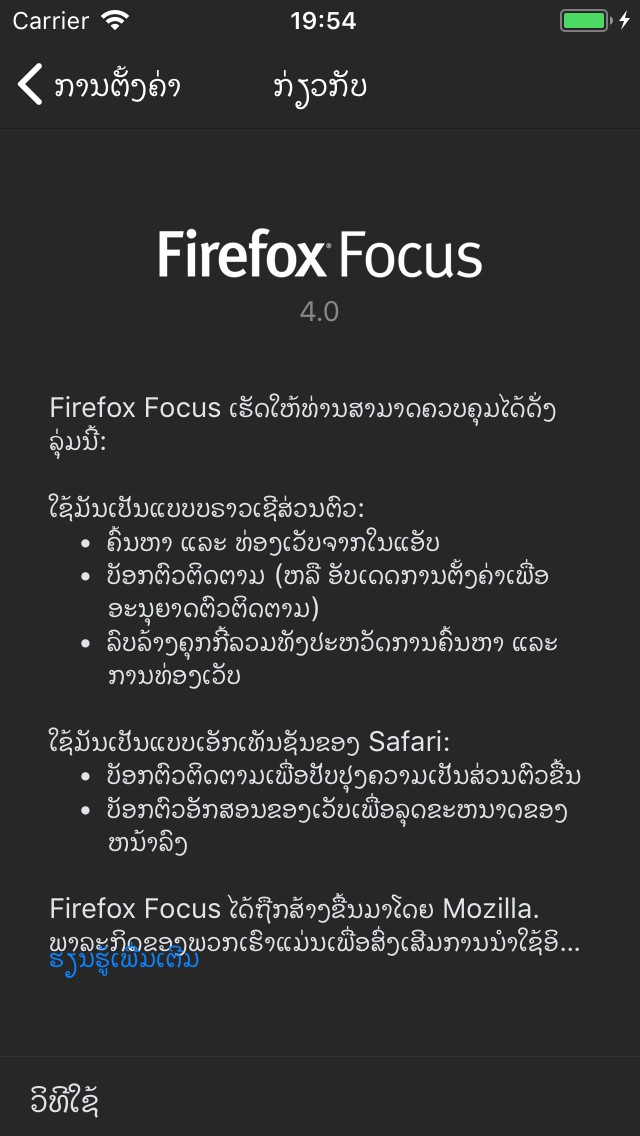 Carrier 19:54
ການຕັ້ງຄ່າ ກ່ຽວກັບ
Firefox Focus
4.0
Firefox Focus ເຮັດໃຫ້ທ່ານສາມາດຄວບຄຸມໄດ້ດັ່ງ
ລຸ່ມນີ້:
ໃຊ້ມັນເປັນແບບບຣາວເຊີສ່ວນຕົວ:
• ຄົ້ນຫາ ແລະ ທ່ອງເວັບຈາກໃນແອັບ
• ບັອກຕົວຕິດຕາມ (ຫລື ອັບເດດການຕັ້ງຄ່າເພື່ອ
ອະນຸຍາດຕົວຕິດຕາມ)
• ລົບລ້າງຄຸກກີ້ລວມທັງປະຫວັດການຄົ້ນຫາ ແລະ
ການທ່ອງເວັບ
ໃຊ້ມັນເປັນແບບເອັກເທັນຊັນຂອງ Safari:
• ບັອກຕົວຕິດຕາມເພື່ອປັບປຸງຄວາມເປັນສ່ວນຕົວຂື້ນ
• ບັອກຕົວອັກສອນຂອງເວັບເພື່ອລຸດຂະຫນາດຂອງ
ຫນ້າລົງ
Firefox Focus ໄດ້ຖືກສ້າງຂື້ນມາໂດຍ Mozilla.
ພາລະກິດຂອງພວກເຮົາແມ່ນເພື່ອສົ່ງເສີມການນຳໃຊ້ອິ...
ຮຽນຮູ້ເພີ່ມເຕີມ
ວິທີໃຊ້